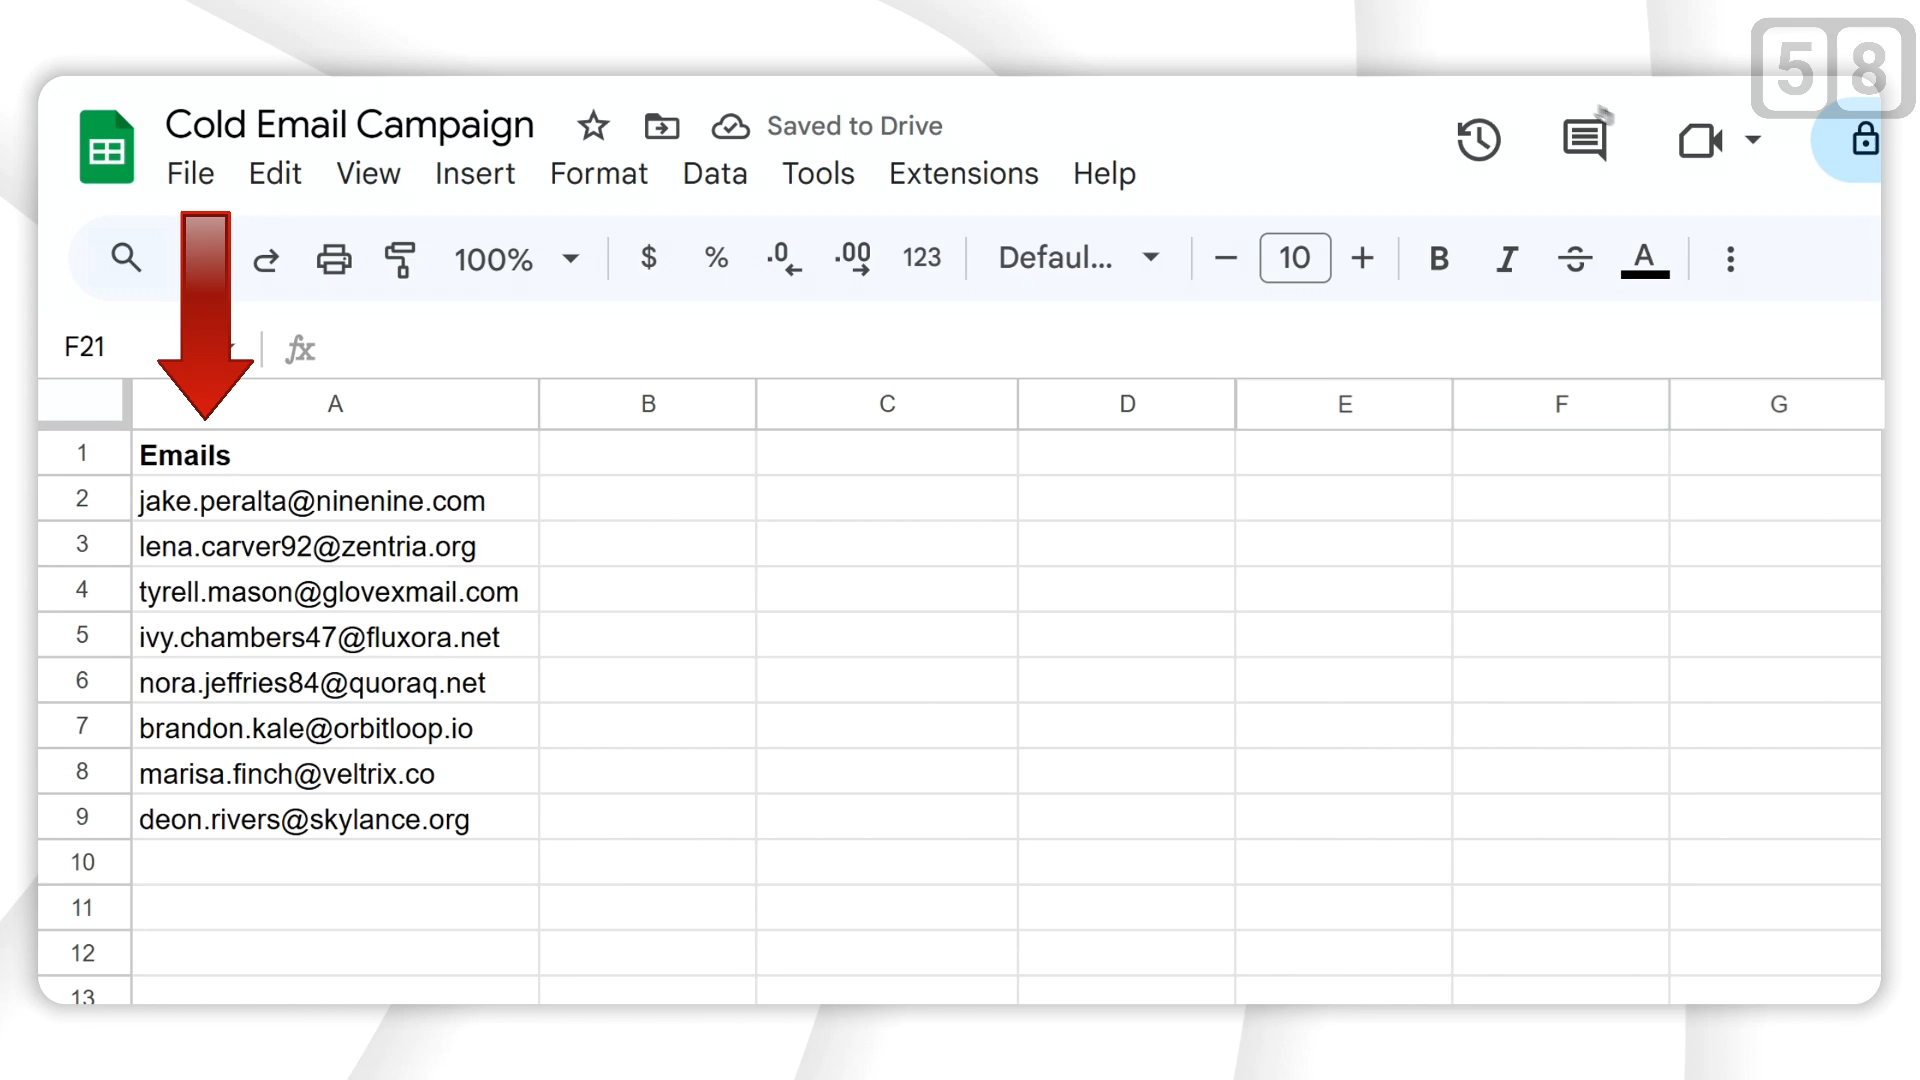 58
Cold Email Campaign Saved to Drive
File Edit View Insert Format Data Tools Extensions Help
100% $ % .0 .00 123 Defaul... − 10 + B I S A
F21 fx
A B C D E F G
1 Emails
2 jake.peralta@ninenine.com
3 lena.carver92@zentria.org
4 tyrell.mason@glovexmail.com
5 ivy.chambers47@fluxora.net
6 nora.jeffries84@quoraq.net
7 brandon.kale@orbitloop.io
8 marisa.finch@veltrix.co
9 deon.rivers@skylance.org
10
11
12
13